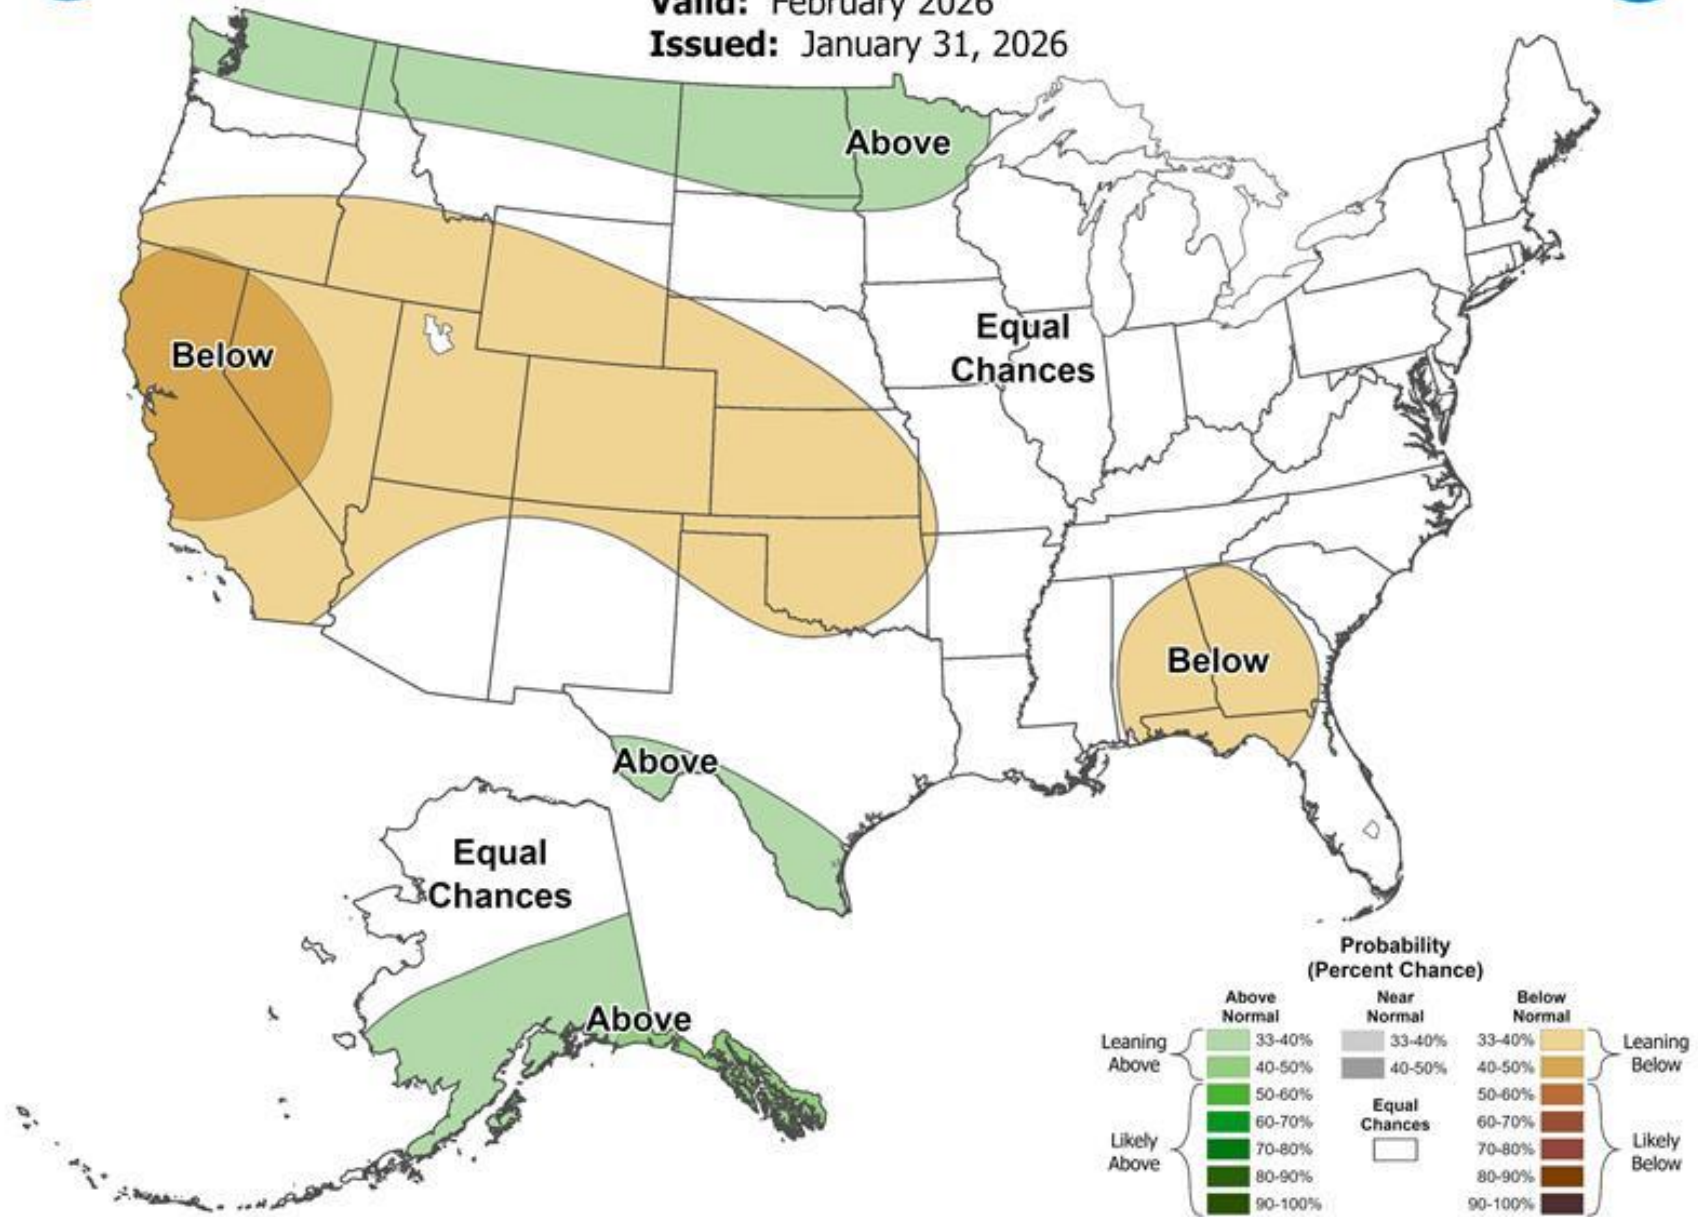 Valid: February 2026
Issued: January 31, 2026
Above
Below
Equal
Chances
Below
Above
Equal
Chances
Above
Probability
(Percent Chance)
Above
Normal
Near
Normal
Below
Normal
Leaning
Above
33-40%
40-50%
33-40%
40-50%
33-40%
40-50%
Leaning
Below
Equal
Chances
Likely
Above
50-60%
60-70%
70-80%
80-90%
90-100%
50-60%
60-70%
70-80%
80-90%
90-100%
Likely
Below